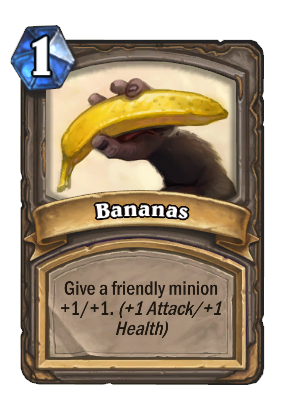 1
Bananas
Give a friendly minion
+1/+1. (+1 Attack/+1
Health)